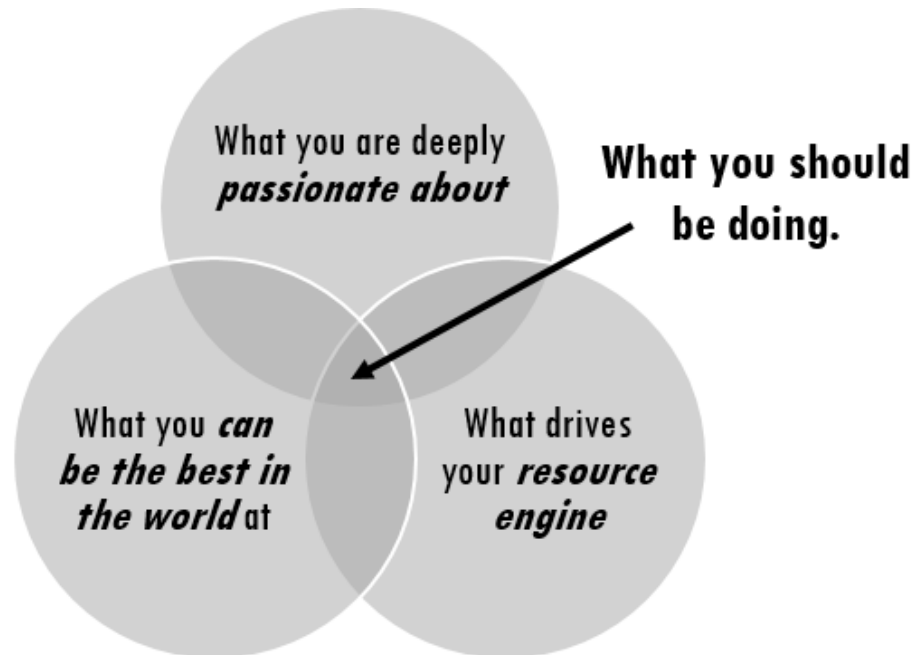 What you are deeply
passionate about
What you should
be doing.
What you can
be the best in
the world at
What drives
your resource
engine